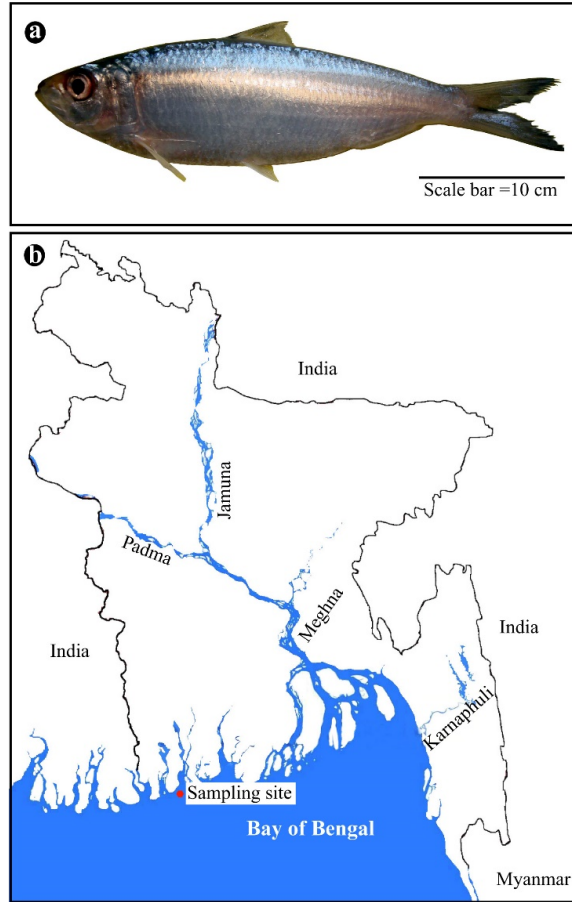 a
Scale bar =10 cm
b
India
Jamuna
Padma
Meghna
India
India
Karnaphuli
Sampling site
Bay of Bengal
Myanmar